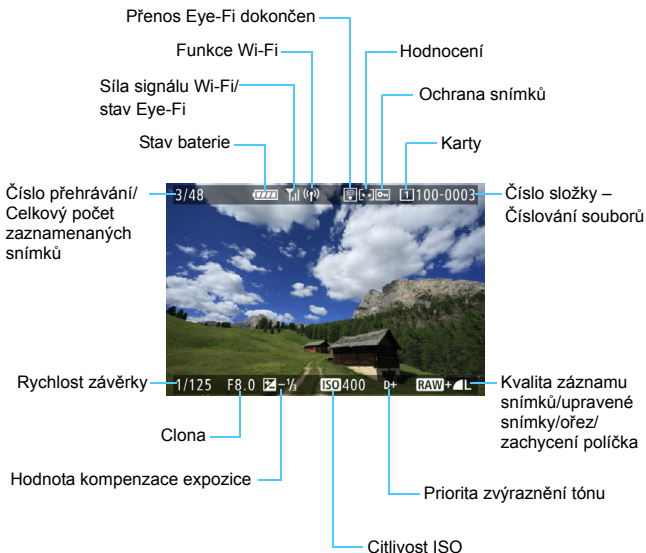 Přenos Eye-Fi dokončen
Funkce Wi-Fi
Hodnocení
Síla signálu Wi-Fi/
stav Eye-Fi
Ochrana snímků
Stav baterie
Karty
Číslo přehrávání/
Celkový počet
zaznamenaných
snímků
3/48
1 100-0003
Číslo složky –
Číslování souborů
Rychlost závěrky
1/125 F8.0 -1/3 ISO 400 D+ RAW+L
Kvalita záznamu
snímků/upravené
snímky/ořez/
zachycení políčka
Clona
Hodnota kompenzace expozice
Priorita zvýraznění tónu
Citlivost ISO